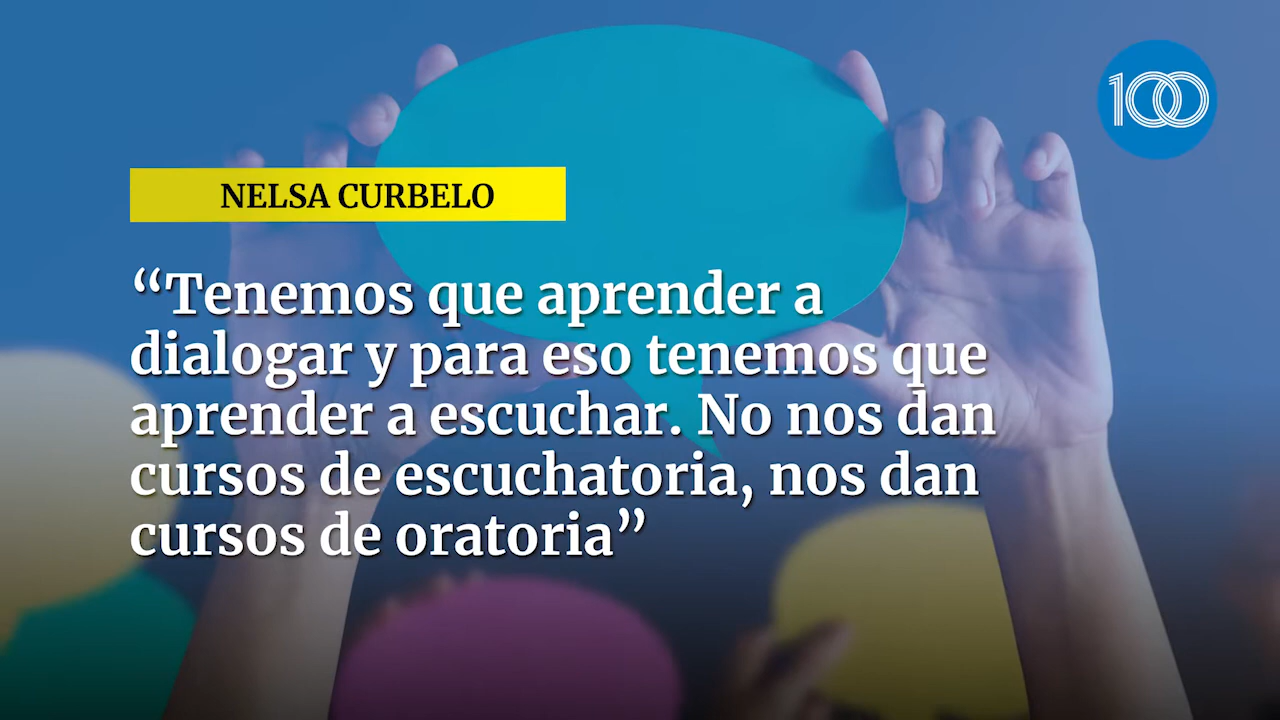 100
NELSA CURBELO
“Tenemos que aprender a
dialogar y para eso tenemos que
aprender a escuchar. No nos dan
cursos de escuchatoria, nos dan
cursos de oratoria”